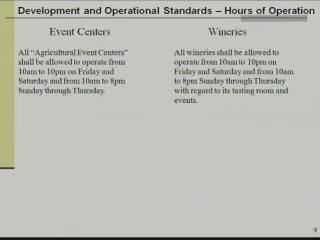 Development and Operational Standards – Hours of Operation
Event Centers
All “Agricultural Event Centers”
shall be allowed to operate from
10am to 10pm on Friday and
Saturday and from 10am to 8pm
Sunday through Thursday.
Wineries
All wineries shall be allowed to
operate from 10am to 10pm on
Friday and Saturday and from 10am
to 8pm Sunday through Thursday
with regard to its tasting room and
events.
9